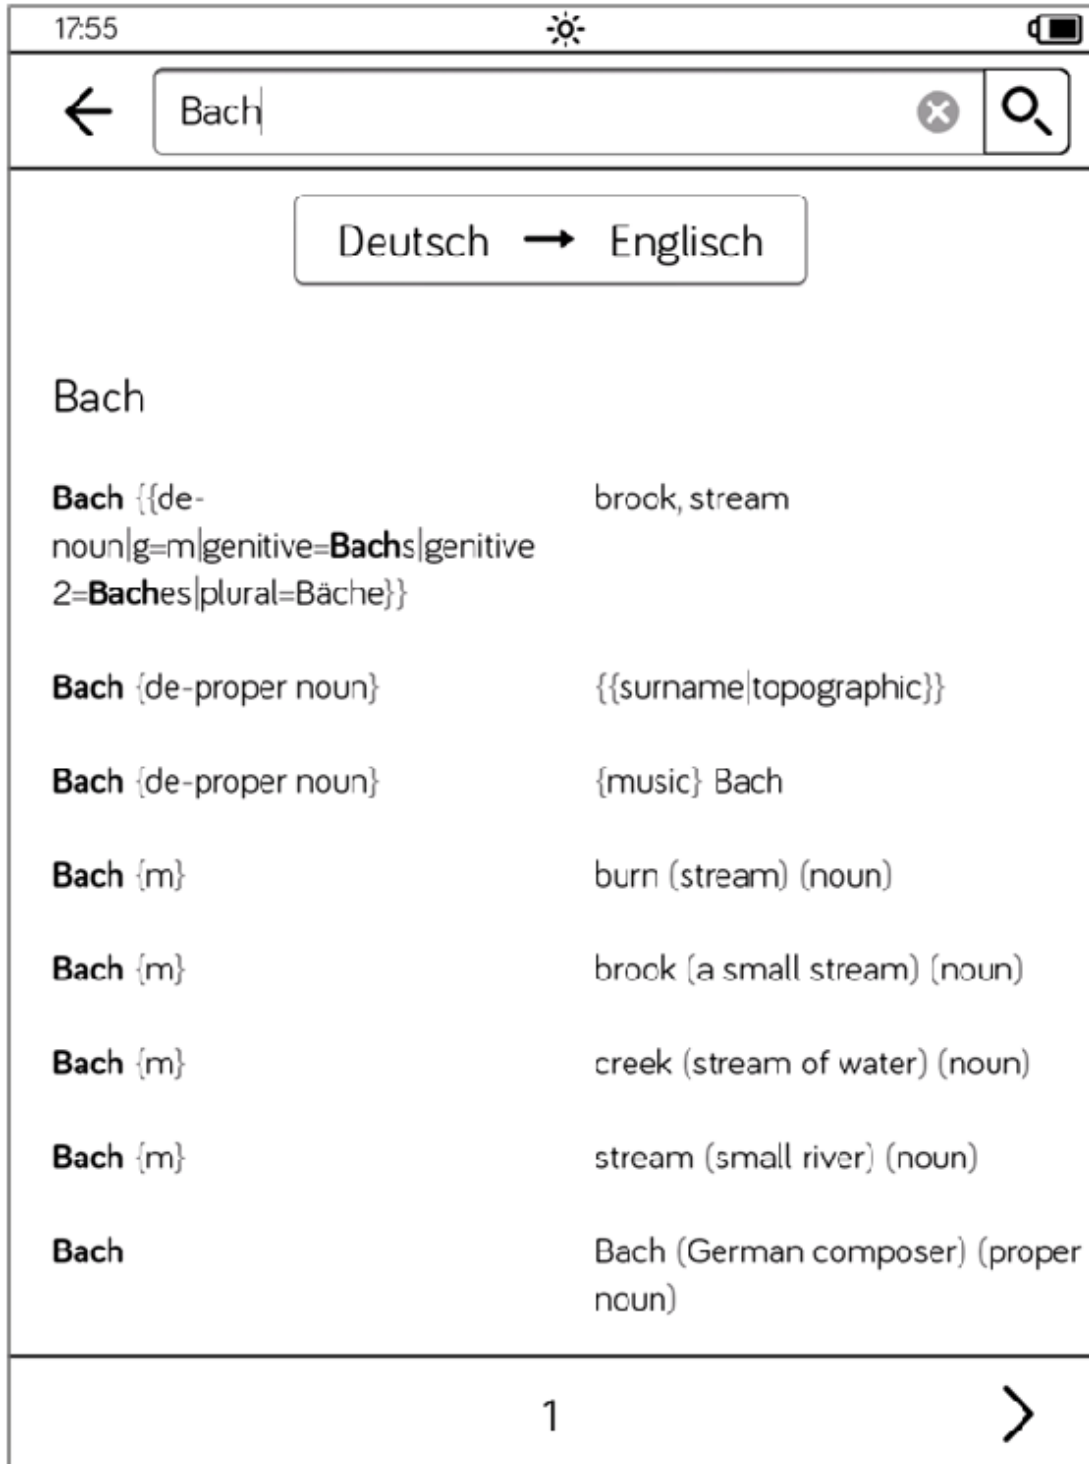 17:55
Bach
Deutsch → Englisch
Bach
Bach {{de-
noun|g=m|genitive=Bachs|genitive
2=Baches|plural=Bäche}}
brook, stream
Bach {de-proper noun}
{{surname|topographic}}
Bach {de-proper noun}
{music} Bach
Bach {m}
burn (stream) (noun)
Bach {m}
brook (a small stream) (noun)
Bach {m}
creek (stream of water) (noun)
Bach {m}
stream (small river) (noun)
Bach
Bach (German composer) (proper
noun)
1